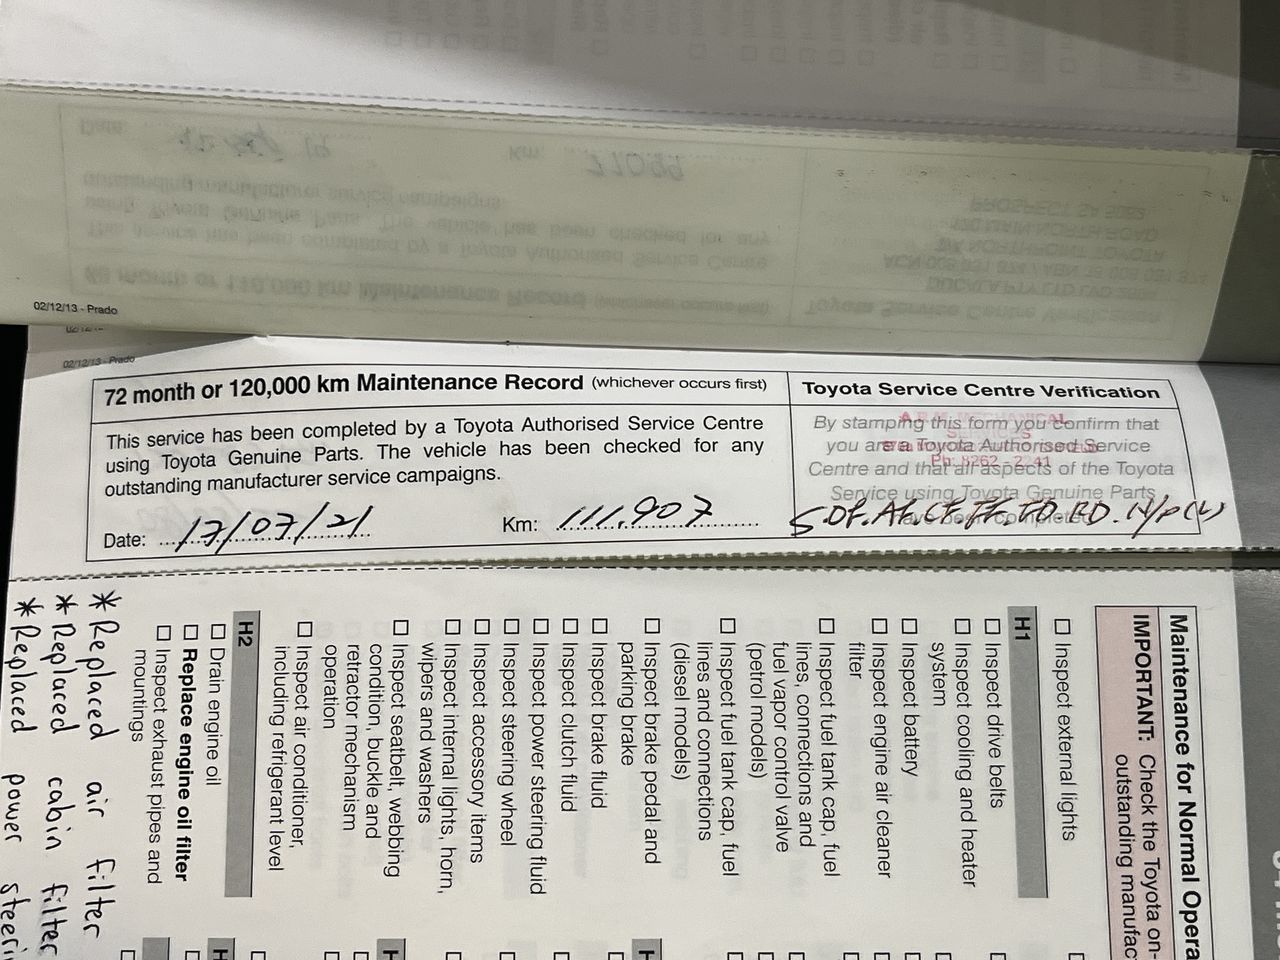 02/12/13 - Prado
02/12/13 - Prado
72 month or 120,000 km Maintenance Record (whichever occurs first)
This service has been completed by a Toyota Authorised Service Centre
using Toyota Genuine Parts. The vehicle has been checked for any
outstanding manufacturer service campaigns.
Date: 17/07/21
Km: 111,907
Toyota Service Centre Verification
By stamping this form you confirm that
you are a Toyota Authorised Service
Centre and that all aspects of the Toyota
Service using Toyota Genuine Parts
have been completed
MECHANICAL
SERVICES
Ph: 8262 - 2241
Maintenance for Normal Opera
IMPORTANT: Check the Toyota on-
outstanding manufac
☐ Inspect external lights
H1
☐ Inspect drive belts
☐ Inspect cooling and heater
system
☐ Inspect battery
☐ Inspect engine air cleaner
filter
☐ Inspect fuel tank cap, fuel
lines, connections and
fuel vapor control valve
(petrol models)
☐ Inspect fuel tank cap, fuel
lines and connections
(diesel models)
☐ Inspect brake pedal and
parking brake
☐ Inspect brake fluid
☐ Inspect clutch fluid
☐ Inspect power steering fluid
☐ Inspect steering wheel
☐ Inspect accessory items
☐ Inspect internal lights, horn,
wipers and washers
☐ Inspect seatbelt, webbing
condition, buckle and
retractor mechanism
operation
☐ Inspect air conditioner,
including refrigerant level
H2
☐ Drain engine oil
☐ Replace engine oil filter
☐ Inspect exhaust pipes and
mountings
* Replaced air filter
* Replaced cabin filter
* Replaced power steeri